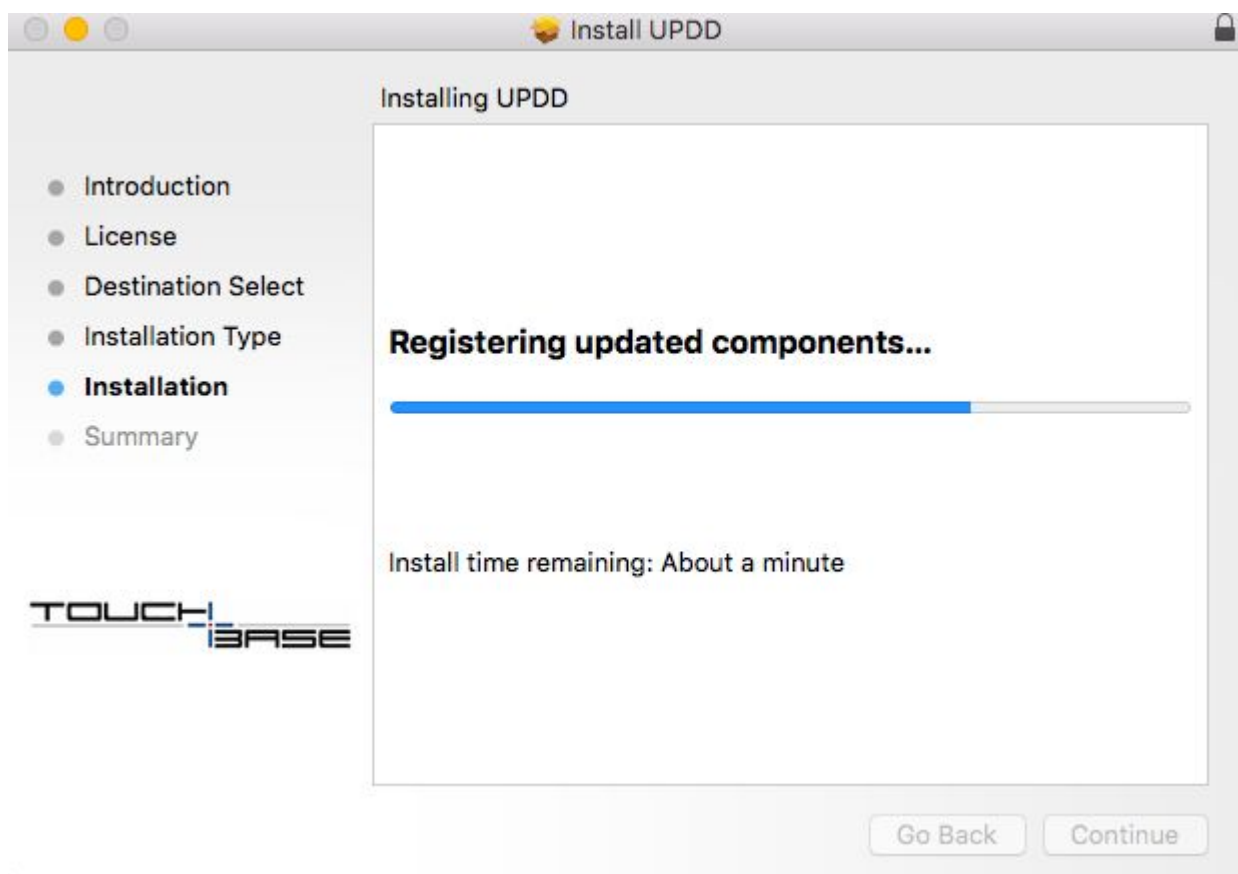 Install UPDD
Installing UPDD
Introduction
License
Destination Select
Installation Type
Installation
Summary
Registering updated components...
Install time remaining: About a minute
TOUCH
BASE
Go Back
Continue